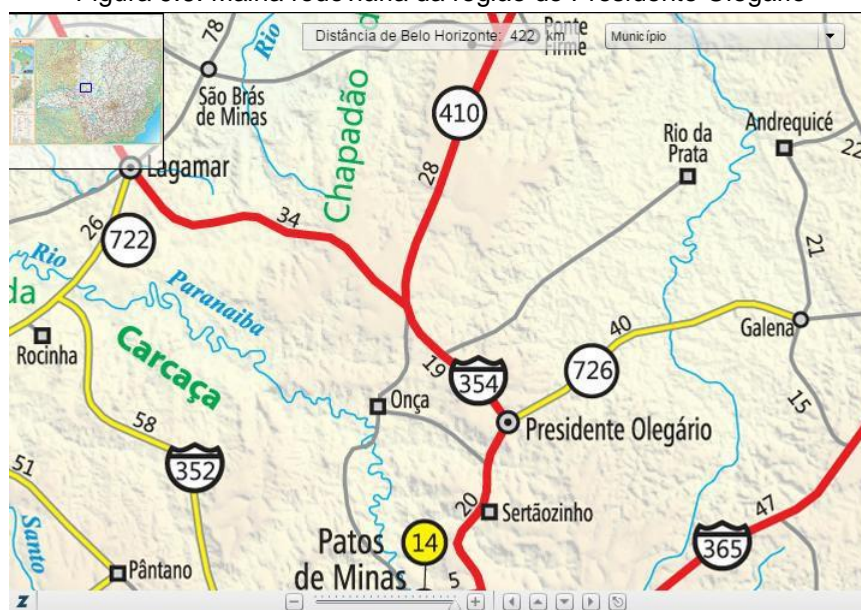 Figura 3.3: Malha rodoviária da região de Presidente Olegário
78
Rio
Distância de Belo Horizonte: 422 km
Ponte
Firme
Município
São Brás
de Minas
Chapadão
410
Rio da
Prata
Andrequicé
22
Lagamar
28
26
722
34
Rio
Paranaiba
21
da
Rocinha
Carcaça
19
354
40
726
Galena
Onça
Presidente Olegário
15
58
352
51
20
Sertãozinho
47
365
Santo
Pântano
Patos
de Minas
14
5
Z